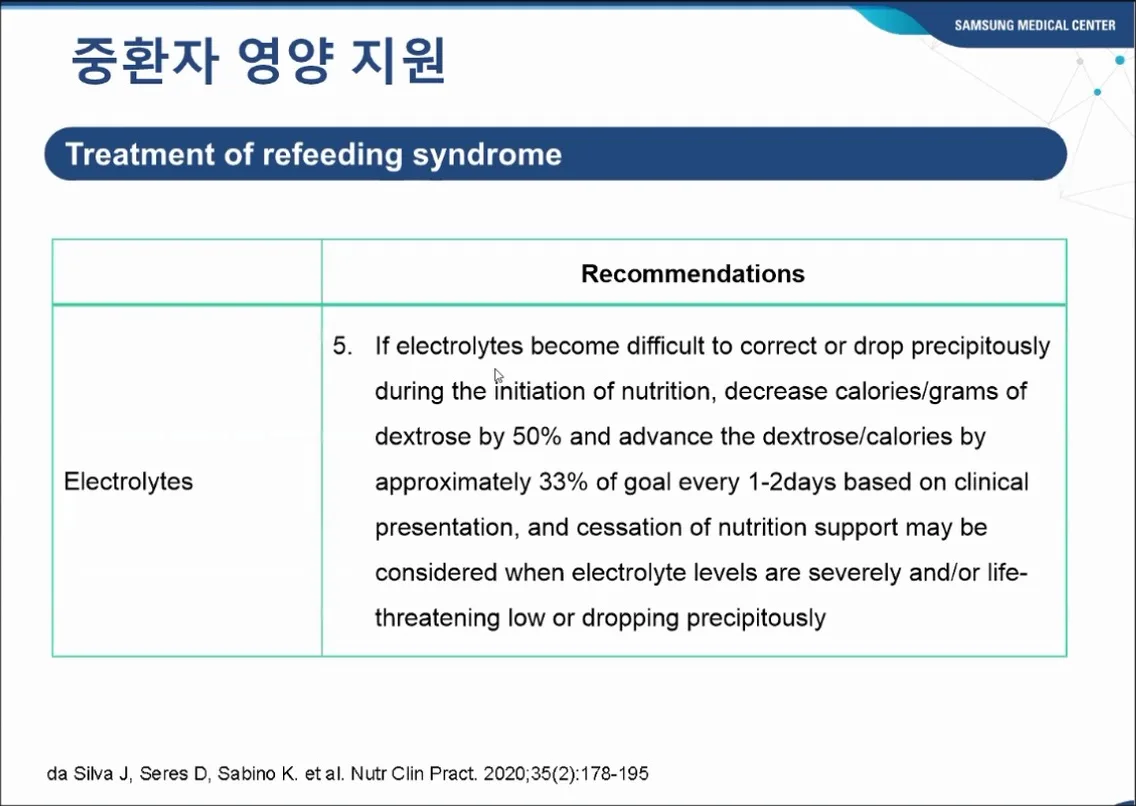 SAMSUNG MEDICAL CENTER
중환자 영양 지원
Treatment of refeeding syndrome
Recommendations
5. If electrolytes become difficult to correct or drop precipitously
during the initiation of nutrition, decrease calories/grams of
dextrose by 50% and advance the dextrose/calories by
Electrolytes
approximately 33% of goal every 1-2days based on clinical
presentation, and cessation of nutrition support may be
considered when electrolyte levels are severely and/or life-
threatening low or dropping precipitously
da Silva J, Seres D, Sabino K. et al. Nutr Clin Pract. 2020;35(2):178-195